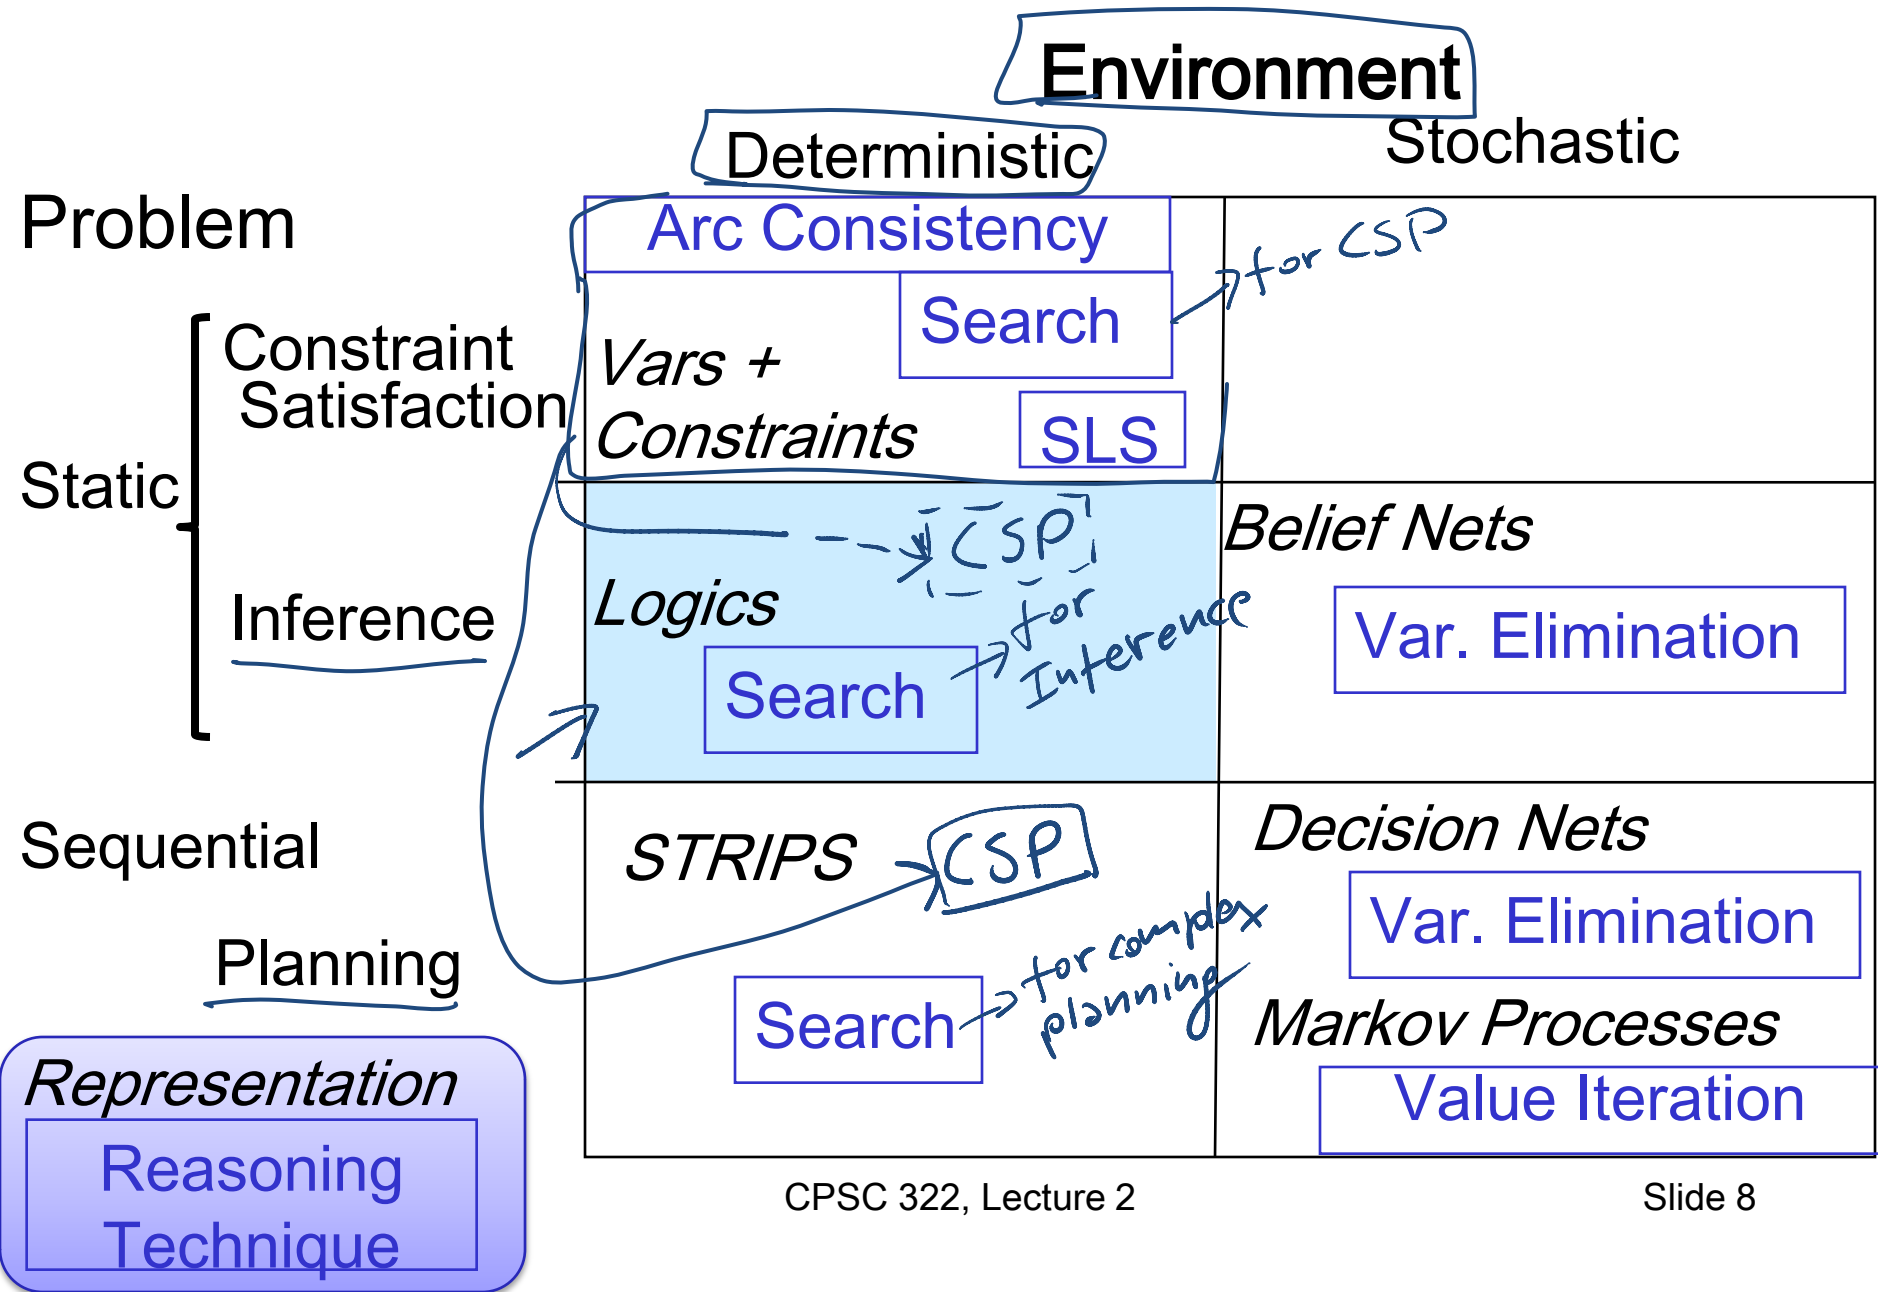 Environment
Deterministic
Stochastic
Problem
Arc Consistency
for CSP
Search
Constraint
Satisfaction
Vars +
Constraints
SLS
Static
CSP
Belief Nets
Inference
Logics
for
Inference
Search
Var. Elimination
Sequential
STRIPS
CSP
Decision Nets
Var. Elimination
Planning
Search
for complex
planning
Markov Processes
Value Iteration
Representation
Reasoning
Technique
CPSC 322, Lecture 2
Slide 8